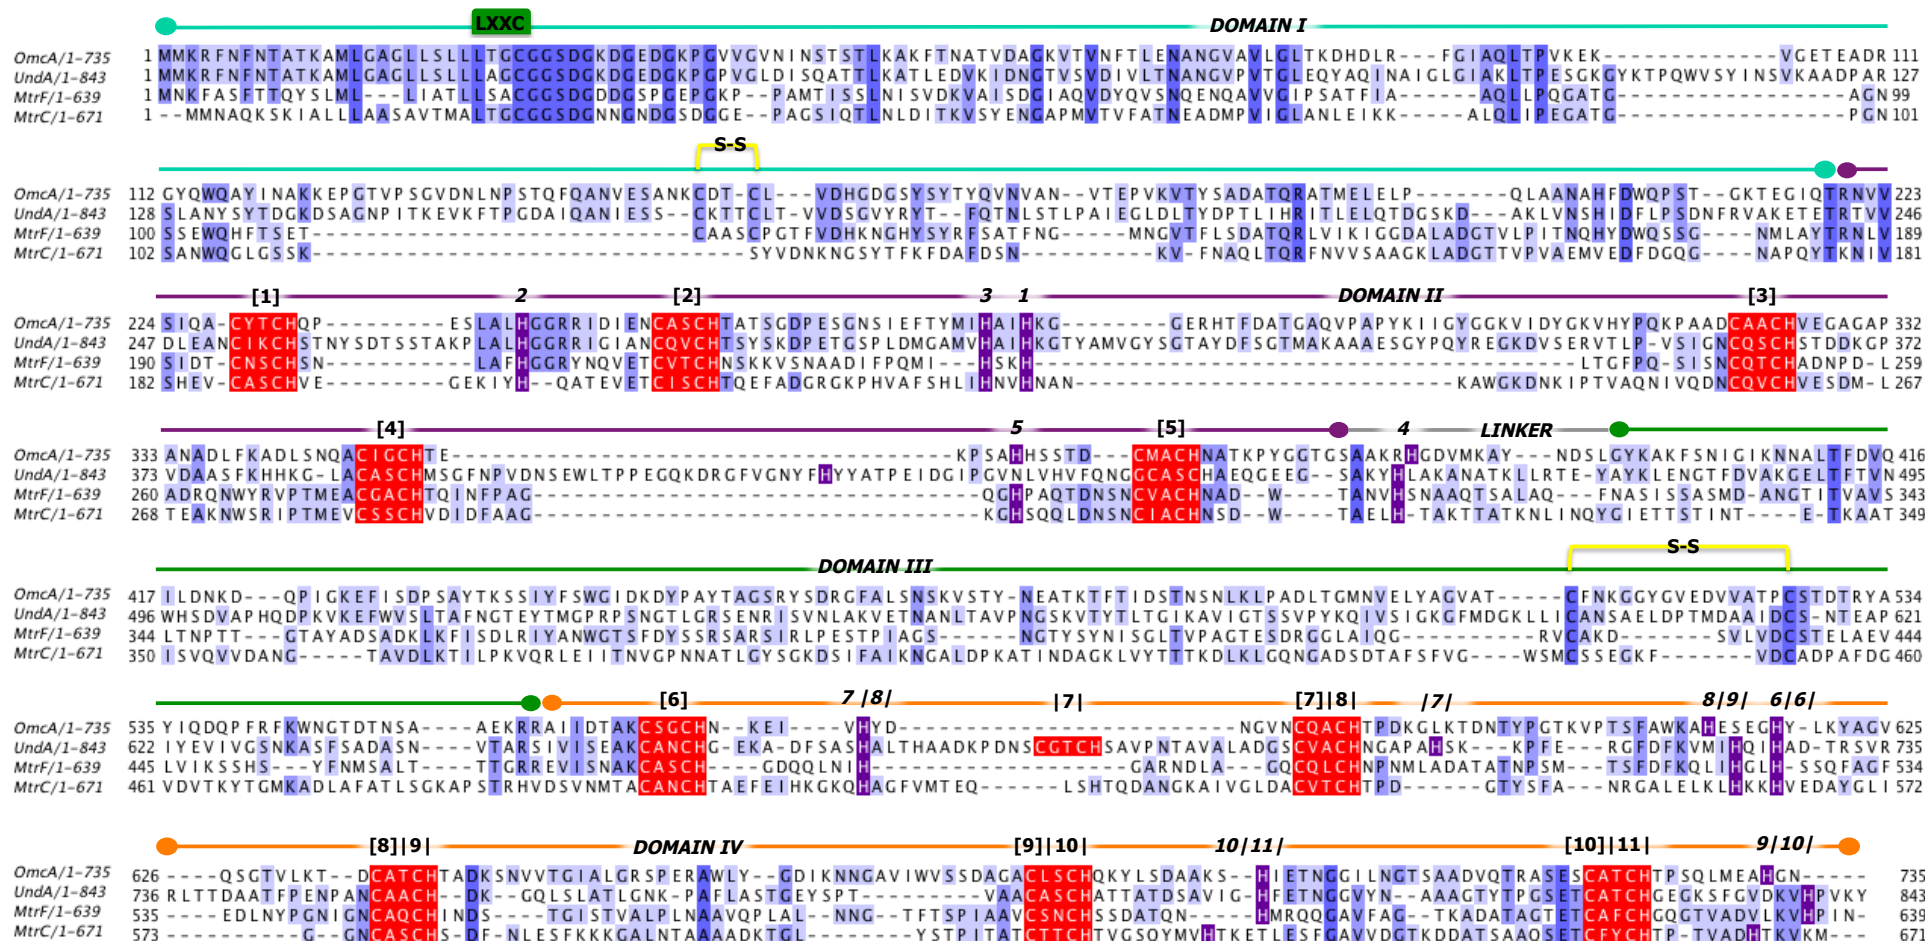 LXXC DOMAIN I
OmcA/1-735 1 MMKRFNFNTATKAMLGAGLLSLLLTGCGGSDGKDGEDGKPGVVGVNINSTSTLKAKFTNATVDAGKVTVNFTLENANGVAVLGLTKDHDLR---FGIAQLTPVKEK----------------VGETEADR 111
UndA/1-843 1 MMKRFNFNTATKAMLGAGLLSLLLLAGCGGSDGKDGEDGKPGPVGLDISQATTLKATLEDVKIDNGTVSVDIVLTNANGVPVTGLEQYAQINAIGLGIAKLTPESGKGYKTPQWVSYINSVKAADPAR 127
MtrF/1-639 1 MNKFASFTTQYSLML---LIATLLSACGGSDGDDGSPGEPGKP--PAMTISSLNISVDKVAISDGIAQVDYQVSNQENQAVVGIPSATFIA------AQLLPQGATG------------------AGN 99
MtrC/1-671 1 --MMNAQKSKIALLLAASAVTMALTGCGGSDGNNGNDGSDGGE--PAGSIQTLNLDITKVSYENGAPMVTVFATNEADMPVIGLANLEIKK-----ALQLIPEGATG------------------PGN 101
S-S
OmcA/1-735 112 GYQWQAYINAKKEPGTVPSGVDNLNPSTQFQANVESANKCDTCL---VDHGDGSYSYTYQVNVAN--VTEPVKVTYSADATQRATMELELP-------QLAANAHFDWQPST--GKTEGIQTRNVV 223
UndA/1-843 128 SLANYSYTDGKDSAGNPITKEVKFTPGDAIQANIESS--CKTTCLT-VVDSGVYRYT--FQTNLSTLPAIEGLDLTYDPTLIHRITLELQTDGSKD---AKLVNSHIDFLPSDNFRVAKETETRTVV 246
MtrF/1-639 100 SSEWQHFTSET----------------------------CAASCPGTFVDHKNGHYSYRFSATFNG-----MNGVTFLSDATQRLVIKIGGDALADGTVLPITNQHYDWQSSG----NMLAYTRNLV 189
MtrC/1-671 102 SANWQGLGSSK--------------------------------SYVDNKNGSYTFKFDAFDSN----------KV-FNAQLTQRFNVVSAAGKLADGTTVPVAEMVEDFDGQG----NAPQYTKNIV 181
[1] 2 [2] 3 1 DOMAIN II [3]
OmcA/1-735 224 SIQA-CYTCHQP---------ESLALHGGRRIDIENCASCHTATSGDPESGNSIEFTYMIHAIHKG--------GERHTFDATGAQVPAPYKIIGYGGKVIDYGKVHYPQKPAADCAACHVEGAGAP 332
UndA/1-843 247 DLEANCIKCHSTNYSDTSSTAKPLALHGGRRIGIANCQVCHTSYSKDPETGSPLDMGAMVHAIHKGTYAMVGYSGTAYDFSGTMAKAAAESGYPQYREGKDVSERVTLP-VSIGNCQSCHSTDDKGP 372
MtrF/1-639 190 SIDT-CNSCHSN-----------LAFHGGRYNQVETCVTCHNSKKVSNAADIFPQMI---HSKH-----------------------------------------LTGFPQ-SISNCQTCHADNPD-L 259
MtrC/1-671 182 SHEV-CASCHVE---------GEKIYH--QATEVETCISCHTQEFADGRGKPHVAFSHLIHNVHNAN----------------------------KAWGKDNKIPTVAQNIVQDNCQVCHVESDM-L 267
[4] 5 [5] 4 LINKER
OmcA/1-735 333 ANADLFKADLSNQACIGCHTE--------------------------------------KPSAHHSSTD---CMACHNATKPYGGTGSAAKRHGDVMKAY---NDSLGYKAKFSNIGIKNNALTFDVQ 416
UndA/1-843 373 VDAASFKHHKG-LACASCHMSGFNPVDNSEWLTPPEGQKDRGFVGNYFHYYATPEIDGIPGVNLVHVFQNGGCASCHAEQGEEG--SAKYHLAKANATKLLRTE-YAYKLENGTFDVAKGELTFTVN 495
MtrF/1-639 260 ADRQNWYRVPTMEACGACHTQINFPAG--------------------------------QGHPAQTDNSNCVACHNAD--W----TANVHSNAAQTSALAQ---FNASISSASMD-ANGTITVAVS 343
MtrC/1-671 268 TEAKNWSRIPTMEVCSSCHVDIDFAAG--------------------------------KGHSQQLDNSNCIACHNSD--W----TAELH-TAKTTATKNLINQYGIETTSTINT----E-TKAAT 349
DOMAIN III S-S
OmcA/1-735 417 ILDNKD---QPIGKEFISDPSAYTKSSIYFSWGIDKDYPAYTAGSRYSDRGFALSNSKVSTY-NEATKTFTIDSTNSNLKLPADLTGMNVELYAGVAT-----CFNKGGYGVEDVVATPCSTDTRYA 534
UndA/1-843 496 WHSDVAPHQDPKVKEFWVSLTAFNGTEYTMGPRPSNGTLGRSENRISVNLAKVETNANLTAVPNGSKVTYTLTGTKAVIGTTSSVPYKQIVSIGKGFMDGKLLICANSAELDPTMDAAIDCS-NTEAP 621
MtrF/1-639 344 LTNPTT---GTAYADSADKLKFISDLRIYANWGTSFDYSSRSARSIRLPESTPIAGS------NGTYSYNISGLTVPAGTESDRGGLAIQG----------RVCAKD------SVLVDCSTELAEV 444
MtrC/1-671 350 ISVQVVDANG-----TAVDLKTILPKVQRLEIITNVGPNNATLGYSGKDSIFAIKNGALDPKATINDAGKLVYTTTKDLKLGQNGADSDTAFSFVG----WSMCSSEGKF-------VDCADPAFDG 460
[6] 7 /8/ |7| [7]|8| /7/ 8/9/ 6/6/
OmcA/1-735 535 YIQDQPFRFKWNGTDTNSA----AEKRRAIIDTAKCSGCHN--KEI----VHYD-------------------------NGVNCQACHTPDKGLKTDNTYPGTKVPTSFAWKAHESEGHY-LKYAGV 625
UndA/1-843 622 IYEVIVGSNKASFSADASN----VTARSIVISEAKCANCHG-EKA-DFSASHALTHAADKPDNSCGTCHSAVPNTAVALADGSCVACHNGAPAHSK---KPFE---RGFDFKVMIHQIHAD-TRSVR 735
MtrF/1-639 445 LVIKSSHS---YFNMSALT----TTGRREVISNAKCASCH----GDQQLNIH-------------------GARNDLA---GQCQLCHNPNMLADATATNPSM---TSFDFKQLIHGLH-SSQFAGF 534
MtrC/1-671 461 VDVTKYTGMKADLAFATLSGKAPSTRHVDSVNMTACANCHTAEFEIHKGKQHAGFVMTEQ------LSHTQDANGKAIVGLDACVTCHTPD------GTYSFA---NRGALELKLHKKHVEDAYGLI 572
[8]|9| DOMAIN IV [9]|10| 10/11/ [10]|11| 9/10/
OmcA/1-735 626 ----QSGTVLKT--DCATCHTADKSNVVTGIALGRSPERAWLY--GDIKNNGAVIWVSSDAGACLSCHQKYLSDAAKS--HIETNGGILNGTSAADVQTRASESCATCHTPSQLMEAHGN----- 735
UndA/1-843 736 RLTTDAATFPENPANCAACH--DK--GQLSLATLGNK-PAFLASTGEYSPT-------VAACASCHATTATDSAVIG-HFETNGGVYN--AAAGTYTPGSETCATCHGEGKSFGVDKVHPVKY 843
MtrF/1-639 535 ----EDLNYPGNIGNCAQCHINDS----TGISTVALPLNAAVQPLAL--NNG--TFTSPIAAVCSNCHSSDATQN-----HMRQQGAVFAG--TKADATAGTETCAFCHGQGTVADVLKVHPIN- 639
MtrC/1-671 573 ----------G--GNCASCHS-DF-NLESFKKKGALNTAAAADKTGL--------YSTPITATCTTCHTVGSQYMVHTKETLESFGAVVDGTKDDATSAAQSETCFYCHTP-TVADHTKVKM--- 671